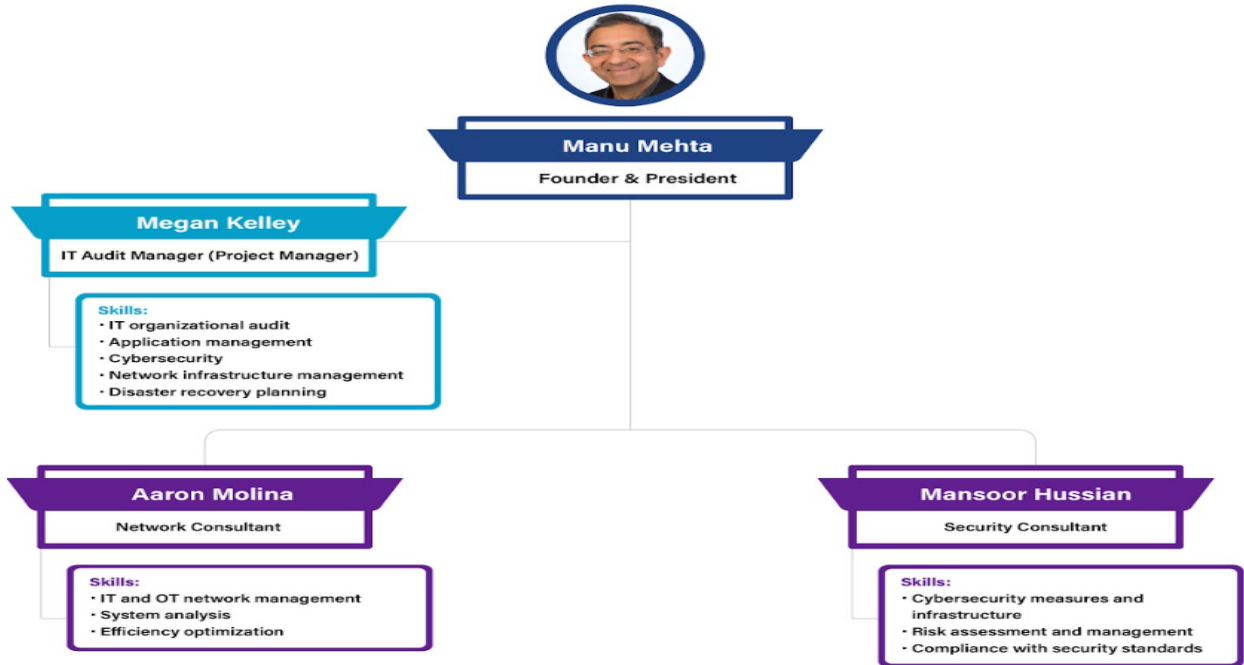 Manu Mehta
Founder & President
Megan Kelley
IT Audit Manager (Project Manager)
Skills:
· IT organizational audit
· Application management
· Cybersecurity
· Network infrastructure management
· Disaster recovery planning
Aaron Molina
Network Consultant
Skills:
· IT and OT network management
· System analysis
· Efficiency optimization
Mansoor Hussian
Security Consultant
Skills:
· Cybersecurity measures and
infrastructure
· Risk assessment and management
· Compliance with security standards